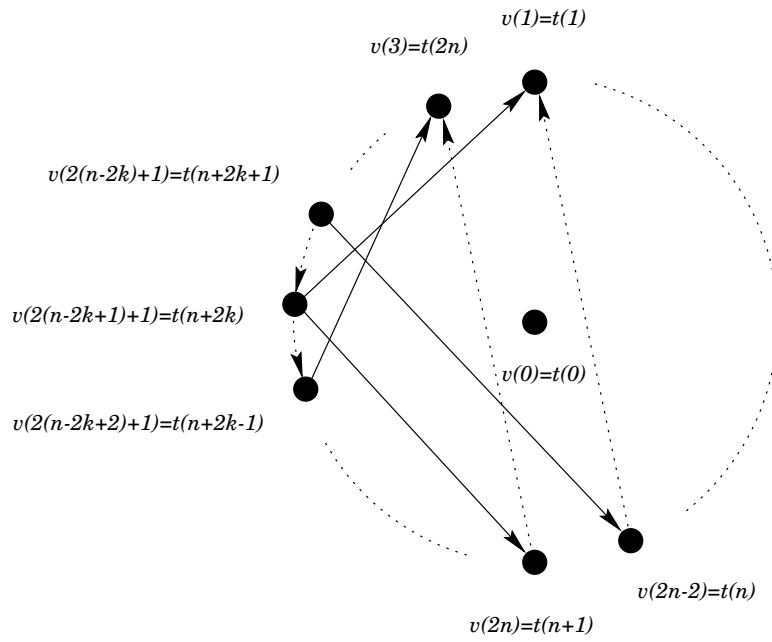 v(1)=t(1)
v(3)=t(2n)
v(2(n-2k)+1)=t(n+2k+1)
v(2(n-2k+1)+1)=t(n+2k)
v(0)=t(0)
v(2(n-2k+2)+1)=t(n+2k-1)
v(2n-2)=t(n)
v(2n)=t(n+1)